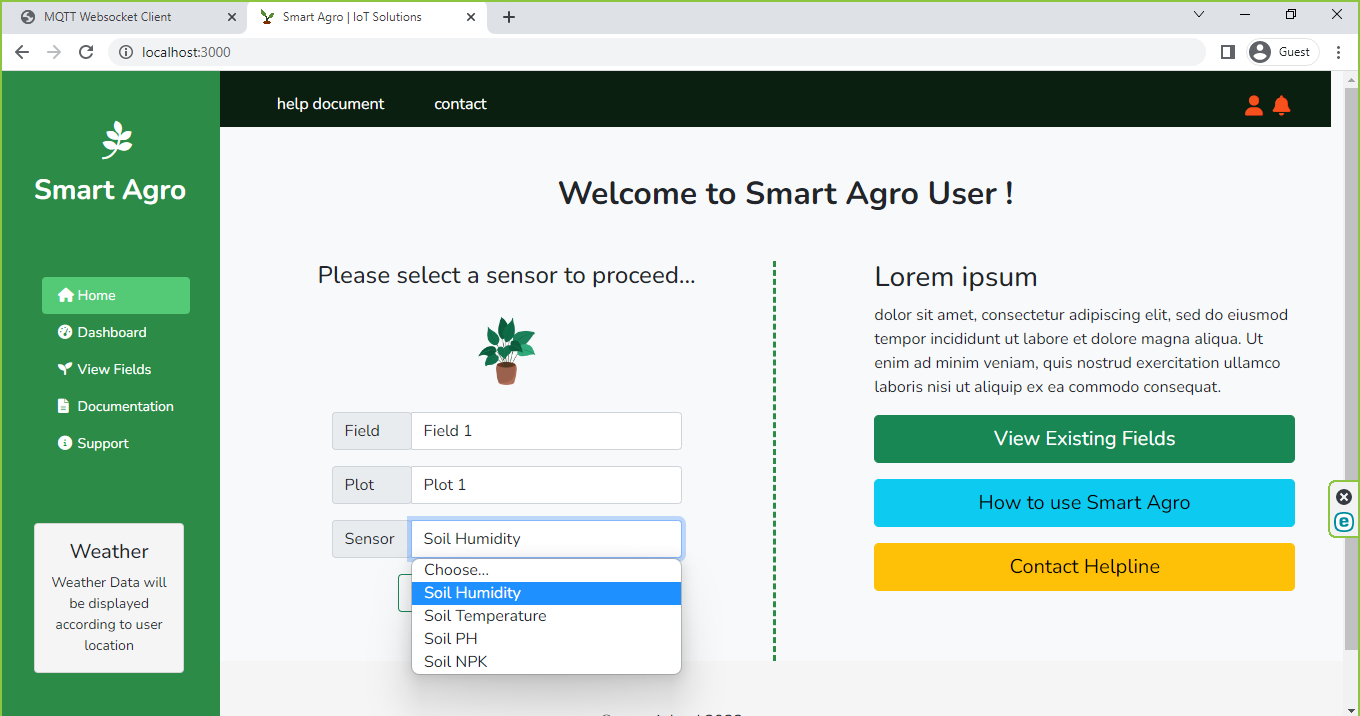 MQTT Websocket Client
Smart Agro | IoT Solutions
localhost:3000
Guest
Smart Agro
Home
Dashboard
View Fields
Documentation
Support
Weather
Weather Data will
be displayed
according to user
location
help document contact
Welcome to Smart Agro User !
Please select a sensor to proceed...
Field Field 1
Plot Plot 1
Sensor Soil Humidity
Choose...
Soil Humidity
Soil Temperature
Soil PH
Soil NPK
Lorem ipsum
dolor sit amet, consectetur adipiscing elit, sed do eiusmod
tempor incididunt ut labore et dolore magna aliqua. Ut
enim ad minim veniam, quis nostrud exercitation ullamco
laboris nisi ut aliquip ex ea commodo consequat.
View Existing Fields
How to use Smart Agro
Contact Helpline